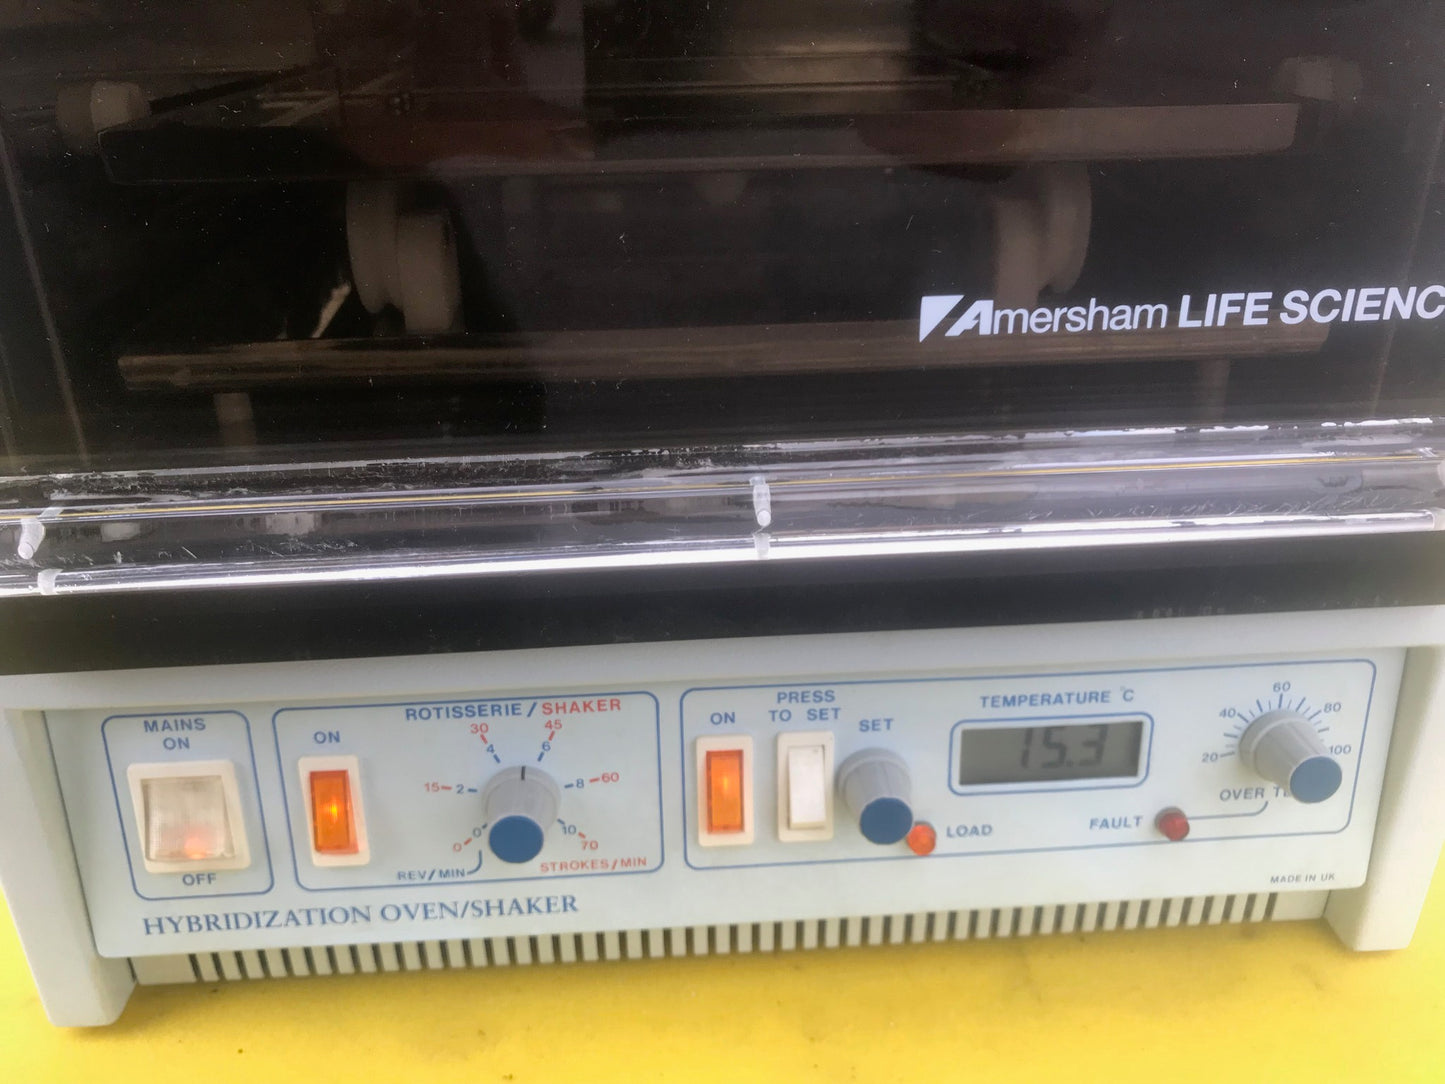 Amersham LIFE SCIENC
MAINS
ON
OFF
ON
ROTISSERIE/SHAKER
0 15 30 45 60 70
0 2 4 6 8 10
REV/MIN
STROKES/MIN
HYBRIDIZATION OVEN/SHAKER
ON
PRESS
TO SET
SET
LOAD
TEMPERATURE °C
15.3
FAULT
20 40 60 80 100
OVER TE
MADE IN UK